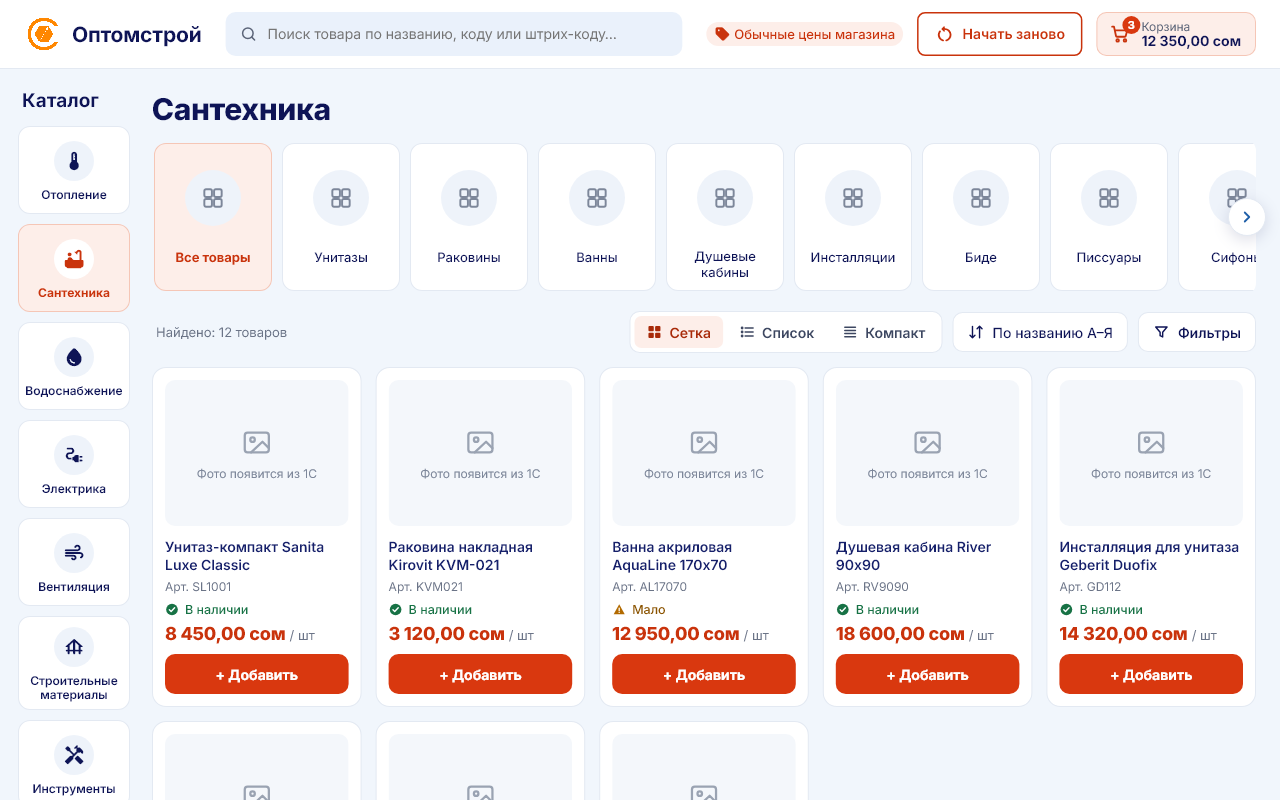 Оптомстрой
Поиск товара по названию, коду или штрих-коду...
Обычные цены магазина
Начать заново
3
Корзина
12 350,00 сом
Каталог
Отопление
Сантехника
Водоснабжение
Электрика
Вентиляция
Строительные
материалы
Инструменты
Сантехника
Все товары
Унитазы
Раковины
Ванны
Душевые
кабины
Инсталляции
Биде
Писсуары
Сифоны
Найдено: 12 товаров
Сетка
Список
Компакт
По названию А–Я
Фильтры
Фото появится из 1С
Унитаз-компакт Sanita
Luxe Classic
Арт. SL1001
В наличии
8 450,00 сом / шт
+ Добавить
Фото появится из 1С
Раковина накладная
Kirovit KVM-021
Арт. KVM021
В наличии
3 120,00 сом / шт
+ Добавить
Фото появится из 1С
Ванна акриловая
AquaLine 170x70
Арт. AL17070
Мало
12 950,00 сом / шт
+ Добавить
Фото появится из 1С
Душевая кабина River
90x90
Арт. RV9090
В наличии
18 600,00 сом / шт
+ Добавить
Фото появится из 1С
Инсталляция для унитаза
Geberit Duofix
Арт. GD112
В наличии
14 320,00 сом / шт
+ Добавить